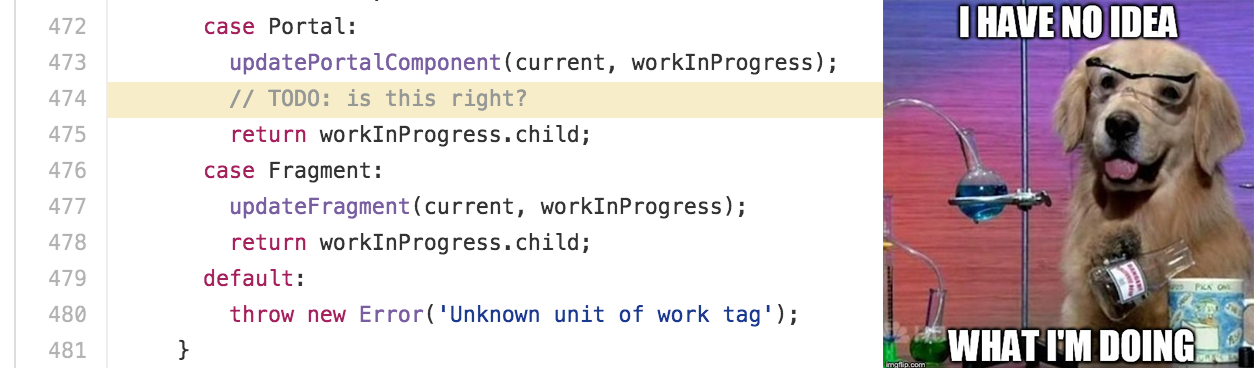 472 case Portal:
473 updatePortalComponent(current, workInProgress);
474 // TODO: is this right?
475 return workInProgress.child;
476 case Fragment:
477 updateFragment(current, workInProgress);
478 return workInProgress.child;
479 default:
480 throw new Error('Unknown unit of work tag');
481 }
I HAVE NO IDEA
WHAT I'M DOING
imgflip.com